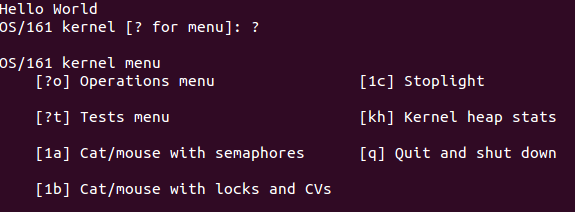 Hello World
OS/161 kernel [? for menu]: ?
OS/161 kernel menu
[?o] Operations menu [1c] Stoplight
[?t] Tests menu [kh] Kernel heap stats
[1a] Cat/mouse with semaphores [q] Quit and shut down
[1b] Cat/mouse with locks and CVs